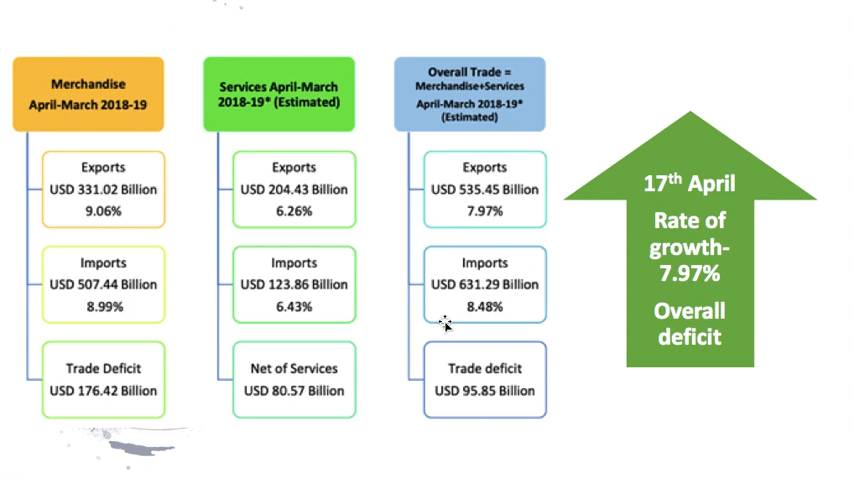 Merchandise
April-March 2018-19
Exports
USD 331.02 Billion
9.06%
Imports
USD 507.44 Billion
8.99%
Trade Deficit
USD 176.42 Billion
Services April-March
2018-19* (Estimated)
Exports
USD 204.43 Billion
6.26%
Imports
USD 123.86 Billion
6.43%
Net of Services
USD 80.57 Billion
Overall Trade =
Merchandise+Services
April-March 2018-19*
(Estimated)
Exports
USD 535.45 Billion
7.97%
Imports
USD 631.29 Billion
8.48%
Trade deficit
USD 95.85 Billion
17th April
Rate of
growth-
7.97%
Overall
deficit